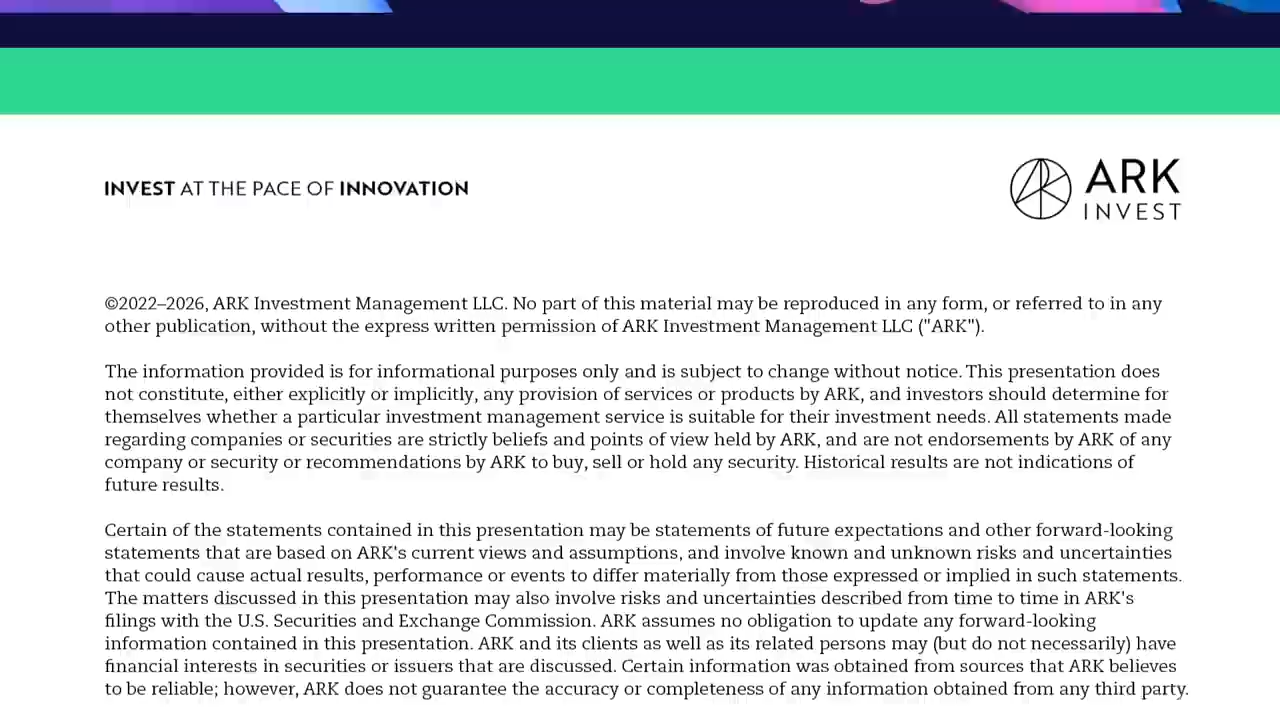 INVEST AT THE PACE OF INNOVATION
ARK
INVEST
©2022–2026, ARK Investment Management LLC. No part of this material may be reproduced in any form, or referred to in any
other publication, without the express written permission of ARK Investment Management LLC ("ARK").
The information provided is for informational purposes only and is subject to change without notice. This presentation does
not constitute, either explicitly or implicitly, any provision of services or products by ARK, and investors should determine for
themselves whether a particular investment management service is suitable for their investment needs. All statements made
regarding companies or securities are strictly beliefs and points of view held by ARK, and are not endorsements by ARK of any
company or security or recommendations by ARK to buy, sell or hold any security. Historical results are not indications of
future results.
Certain of the statements contained in this presentation may be statements of future expectations and other forward-looking
statements that are based on ARK's current views and assumptions, and involve known and unknown risks and uncertainties
that could cause actual results, performance or events to differ materially from those expressed or implied in such statements.
The matters discussed in this presentation may also involve risks and uncertainties described from time to time in ARK's
filings with the U.S. Securities and Exchange Commission. ARK assumes no obligation to update any forward-looking
information contained in this presentation. ARK and its clients as well as its related persons may (but do not necessarily) have
financial interests in securities or issuers that are discussed. Certain information was obtained from sources that ARK believes
to be reliable; however, ARK does not guarantee the accuracy or completeness of any information obtained from any third party.